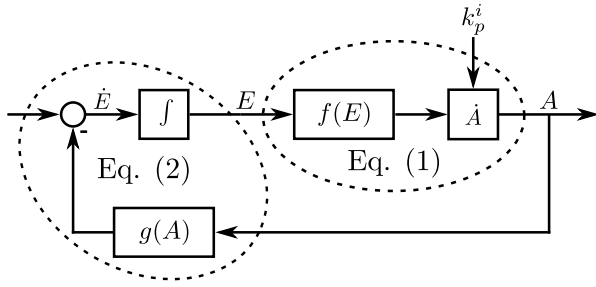 k_p^i
Ė
∫
E
f(E)
Ȧ
A
-
Eq. (1)
Eq. (2)
g(A)